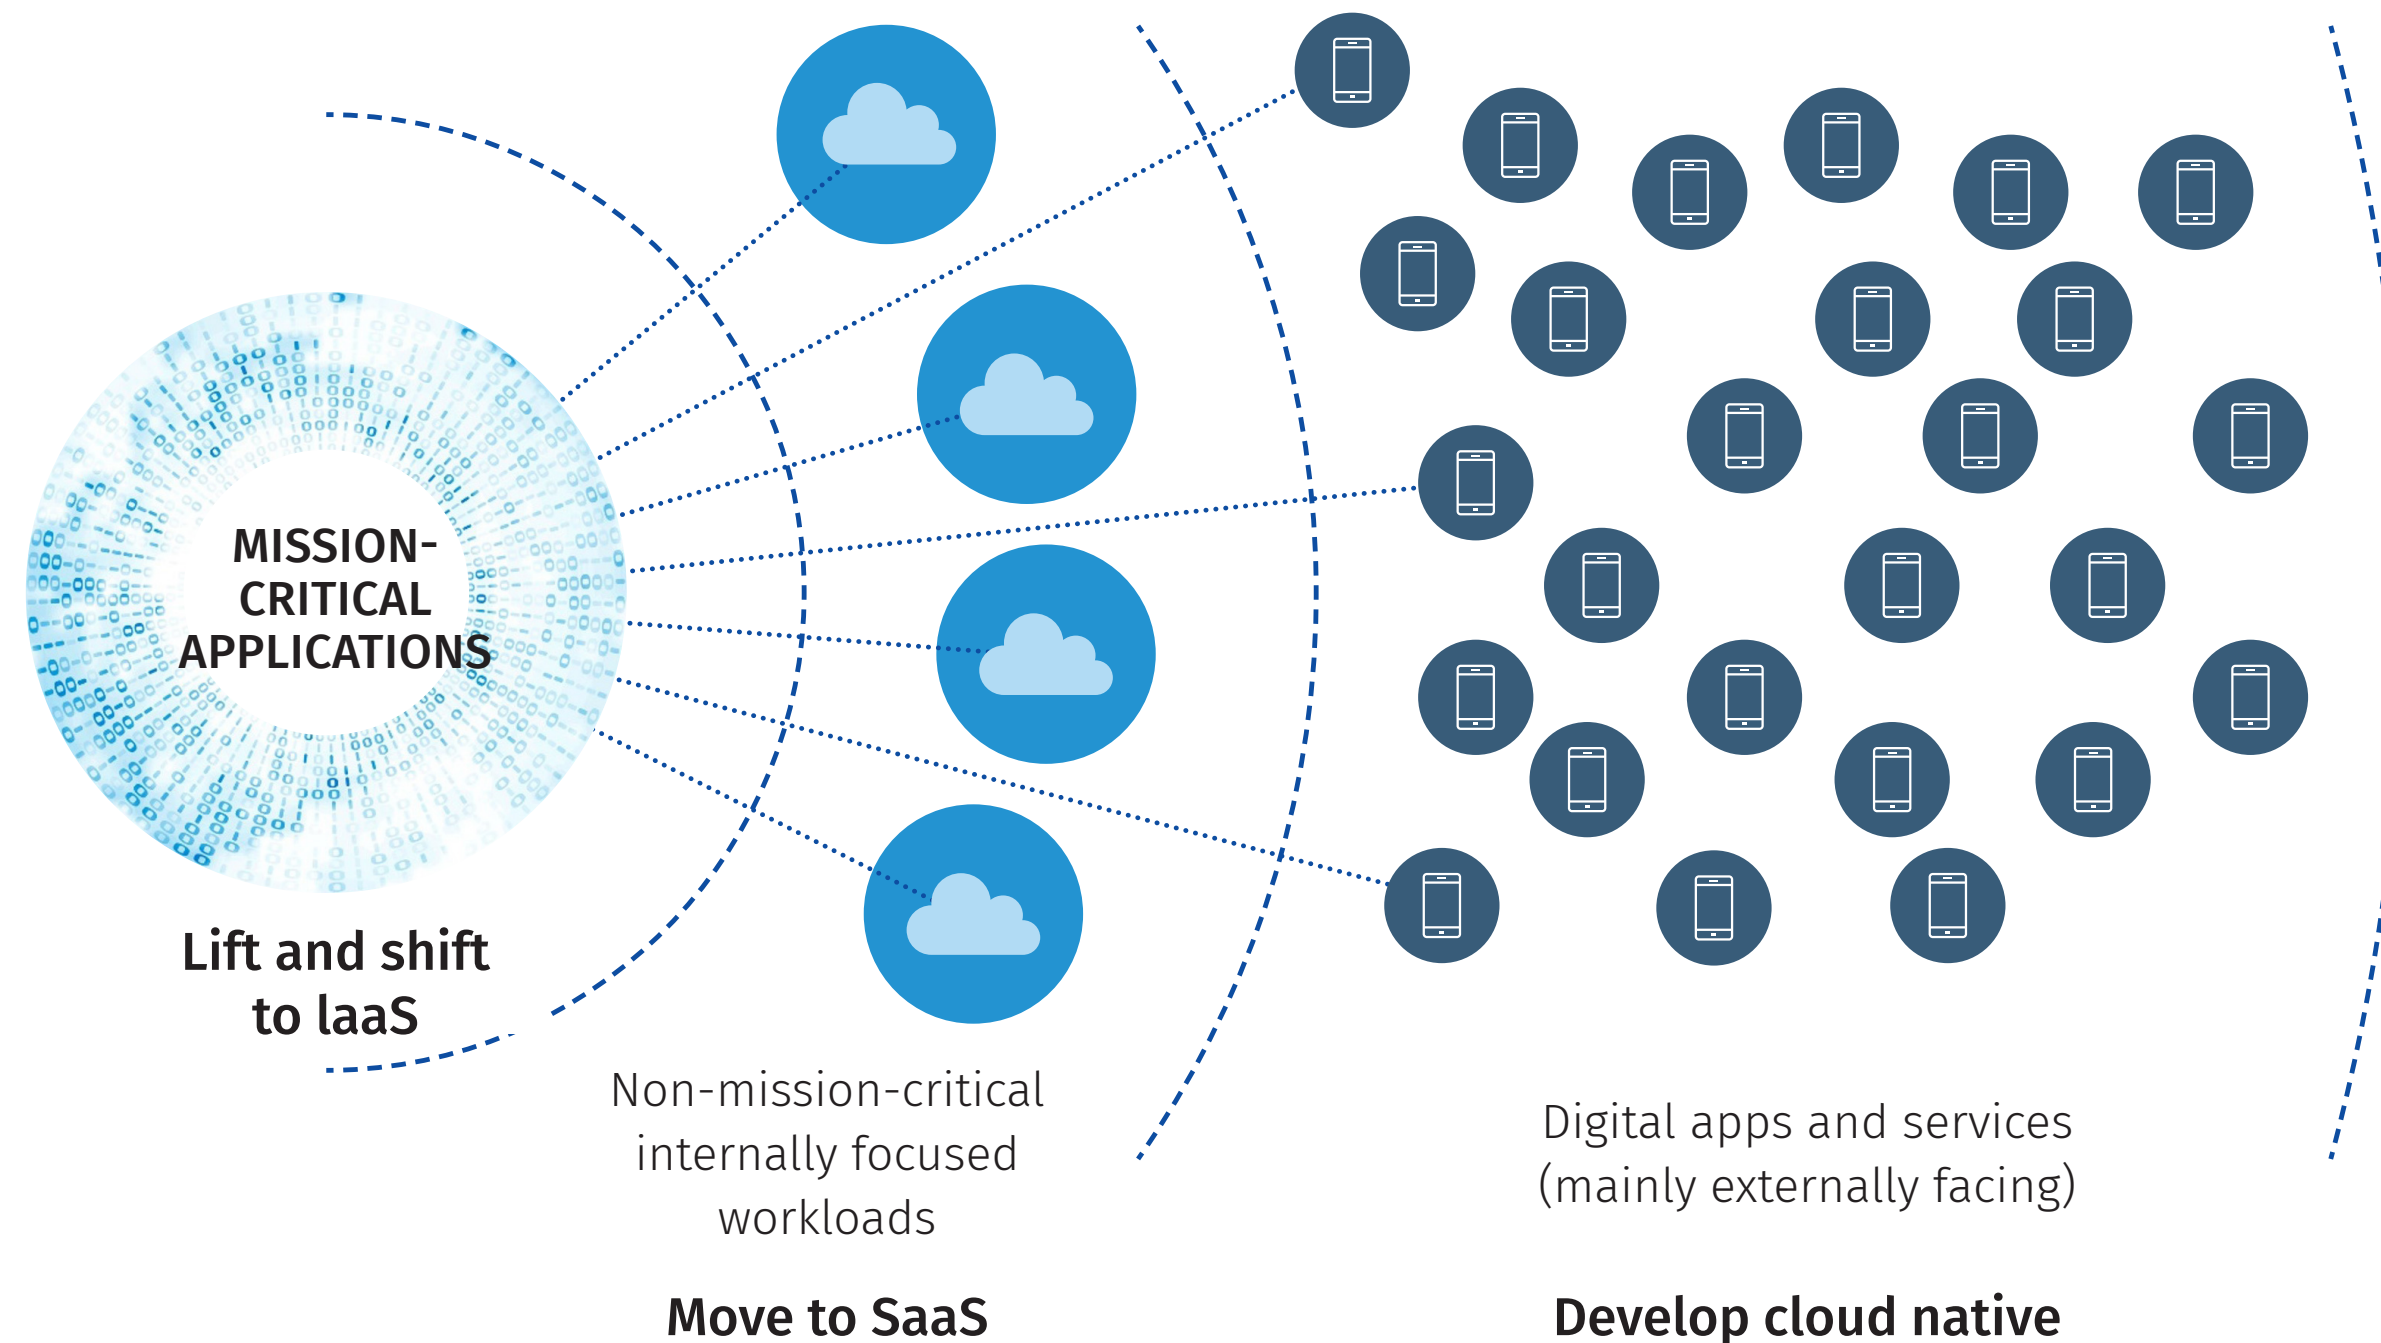 MISSION-
CRITICAL
APPLICATIONS
Lift and shift
to laaS
Non-mission-critical
internally focused
workloads
Move to SaaS
Digital apps and services
(mainly externally facing)
Develop cloud native